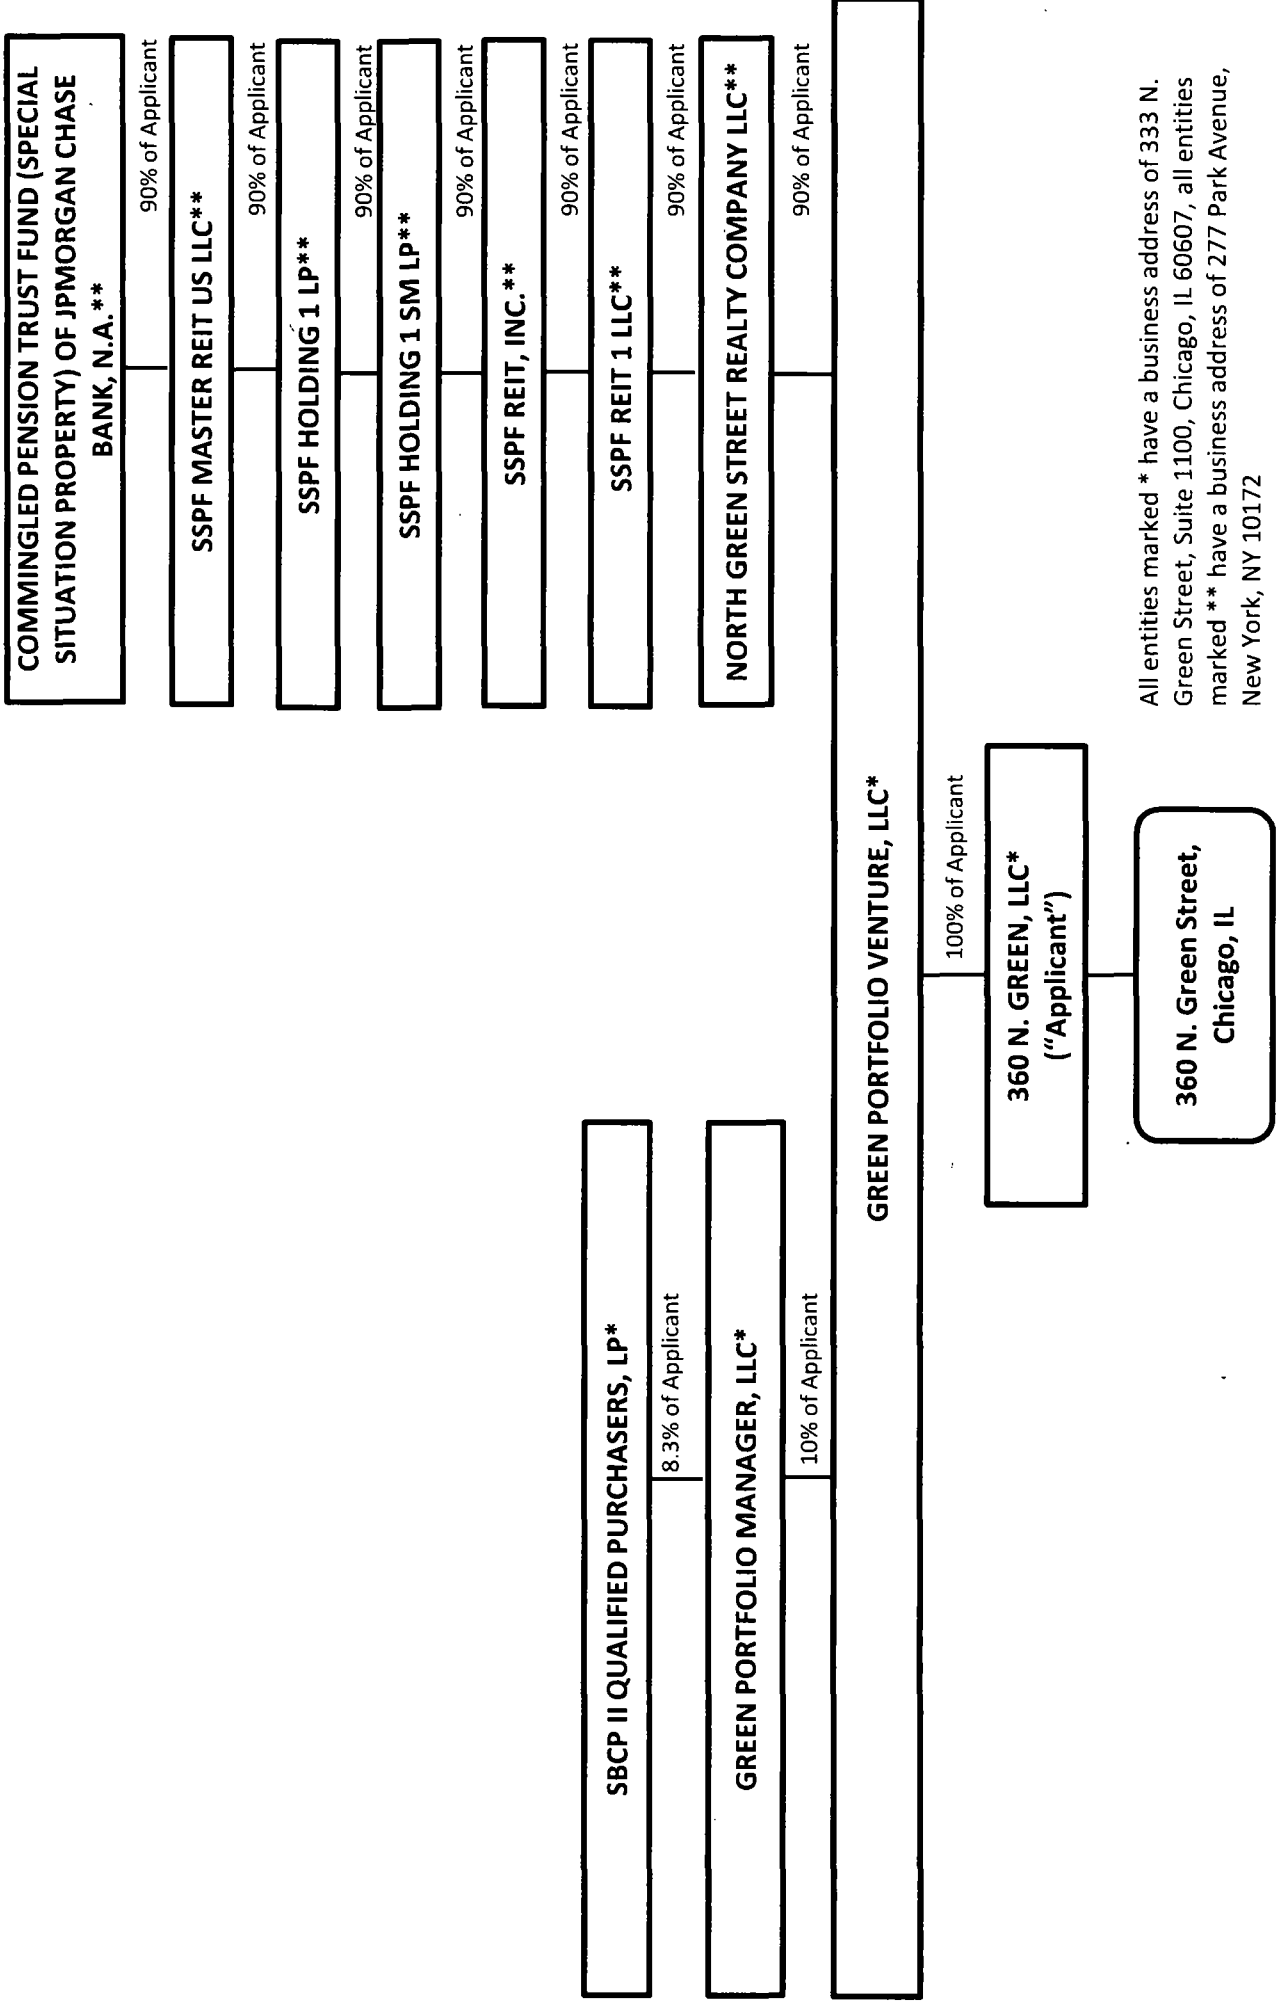 COMMINGLED PENSION TRUST FUND (SPECIAL
SITUATION PROPERTY) OF JPMORGAN CHASE
BANK, N.A.**
90% of Applicant
SSPF MASTER REIT US LLC**
90% of Applicant
SSPF HOLDING 1 LP**
90% of Applicant
SSPF HOLDING 1 SM LP**
90% of Applicant
SSPF REIT, INC.**
90% of Applicant
SSPF REIT 1 LLC**
90% of Applicant
NORTH GREEN STREET REALTY COMPANY LLC**
90% of Applicant
SBCP II QUALIFIED PURCHASERS, LP*
8.3% of Applicant
GREEN PORTFOLIO MANAGER, LLC*
10% of Applicant
GREEN PORTFOLIO VENTURE, LLC*
100% of Applicant
360 N. GREEN, LLC*
("Applicant")
360 N. Green Street,
Chicago, IL
All entities marked * have a business address of 333 N.
Green Street, Suite 1100, Chicago, IL 60607, all entities
marked ** have a business address of 277 Park Avenue,
New York, NY 10172